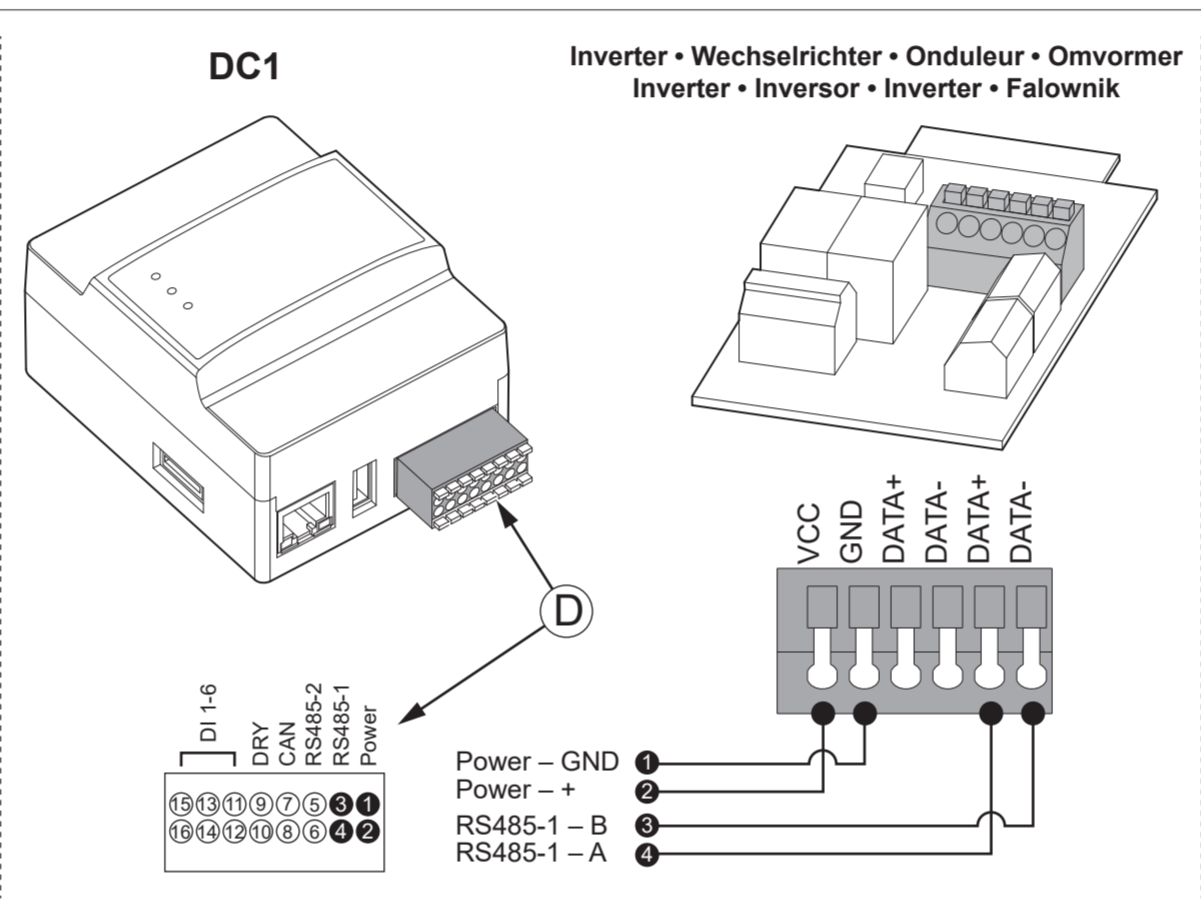 DC1
Inverter • Wechselrichter • Onduleur • Omvormer
Inverter • Inversor • Inverter • Falownik
D
VCC
GND
DATA+
DATA-
DATA+
DATA-
DI 1-6
DRY
CAN
RS485-2
RS485-1
Power
15 13 11 9 7 5 3 1
16 14 12 10 8 6 4 2
Power – GND 1
Power – + 2
RS485-1 – B 3
RS485-1 – A 4